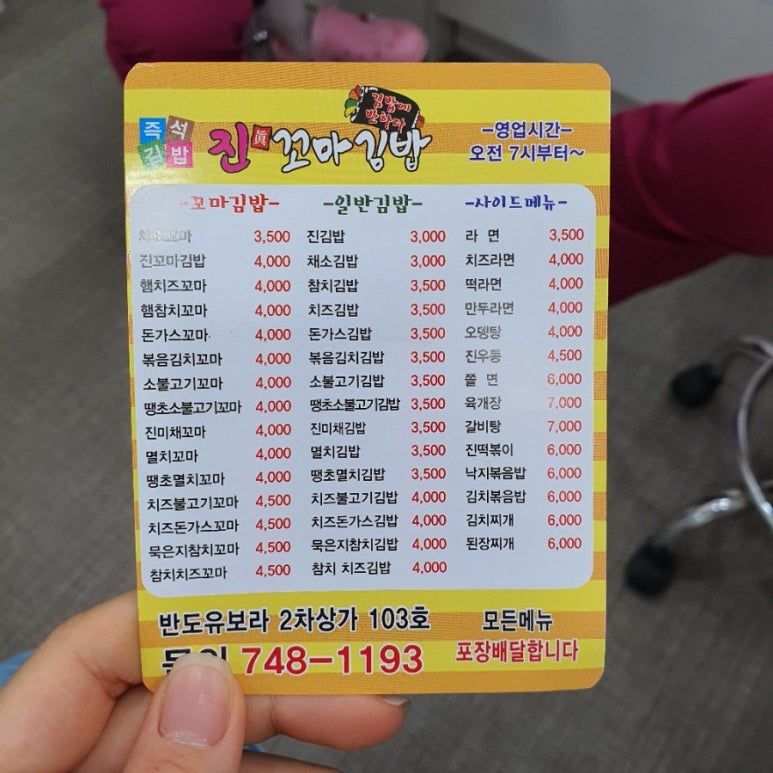 즉석
김밥
진 眞 꼬마김밥
김밥에
반하다
-영업시간-
오전 7시부터~
-꼬마김밥-
채소꼬마 3,500
진꼬마김밥 4,000
햄치즈꼬마 4,000
햄참치꼬마 4,000
돈가스꼬마 4,000
볶음김치꼬마 4,000
소불고기꼬마 4,000
땡초소불고기꼬마 4,000
진미채꼬마 4,000
멸치꼬마 4,000
땡초멸치꼬마 4,000
치즈불고기꼬마 4,500
치즈돈가스꼬마 4,500
묵은지참치꼬마 4,500
참치치즈꼬마 4,500
-일반김밥-
진김밥 3,000
채소김밥 3,000
참치김밥 3,500
치즈김밥 3,500
돈가스김밥 3,500
볶음김치김밥 3,500
소불고기김밥 3,500
땡초소불고기김밥 3,500
진미채김밥 3,500
멸치김밥 3,500
땡초멸치김밥 3,500
치즈불고기김밥 4,000
치즈돈가스김밥 4,000
묵은지참치김밥 4,000
참치 치즈김밥 4,000
-사이드메뉴-
라 면 3,500
치즈라면 4,000
떡라면 4,000
만두라면 4,000
오뎅탕 4,000
진우동 4,500
쫄 면 6,000
육개장 7,000
갈비탕 7,000
진떡볶이 6,000
낙지볶음밥 6,000
김치볶음밥 6,000
김치찌개 6,000
된장찌개 6,000
반도유보라 2차상가 103호
748-1193
모든메뉴
포장배달합니다